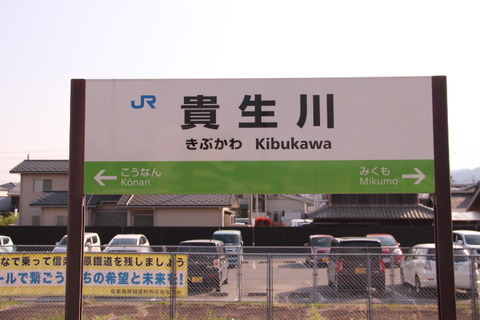 JR 貴生川
きぶかわ Kibukawa
← こうなん
Kōnan
みくも →
Mikumo
なで乗って信楽高原鐵道を残しましょう
ールで繋ごう
ちの希望と未来を!